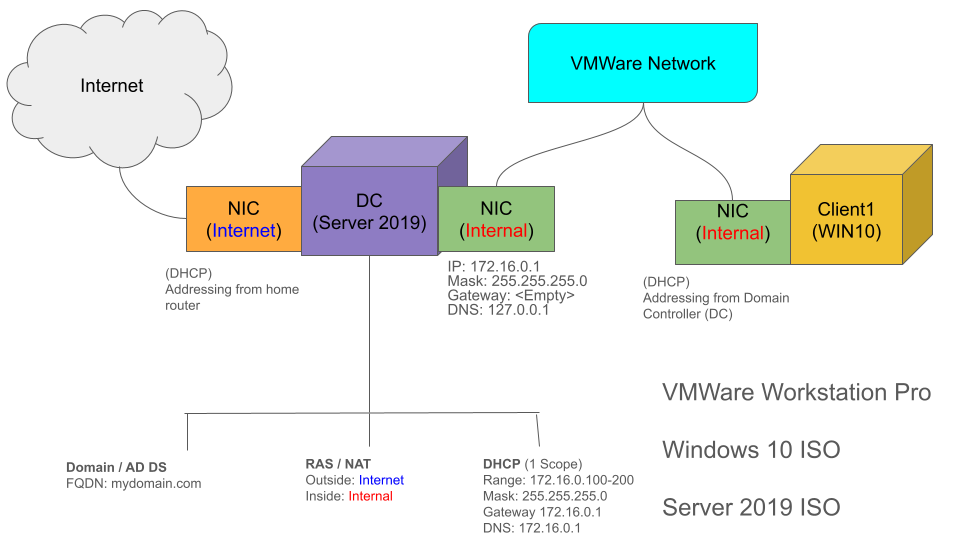 Internet
VMWare Network
NIC
(Internet)
DC
(Server 2019)
NIC
(Internal)
NIC
(Internal)
Client1
(WIN10)
(DHCP)
Addressing from home
router
IP: 172.16.0.1
Mask: 255.255.255.0
Gateway: <Empty>
DNS: 127.0.0.1
(DHCP)
Addressing from Domain
Controller (DC)
VMWare Workstation Pro
Windows 10 ISO
Server 2019 ISO
Domain / AD DS
FQDN: mydomain.com
RAS / NAT
Outside: Internet
Inside: Internal
DHCP (1 Scope)
Range: 172.16.0.100-200
Mask: 255.255.255.0
Gateway 172.16.0.1
DNS: 172.16.0.1